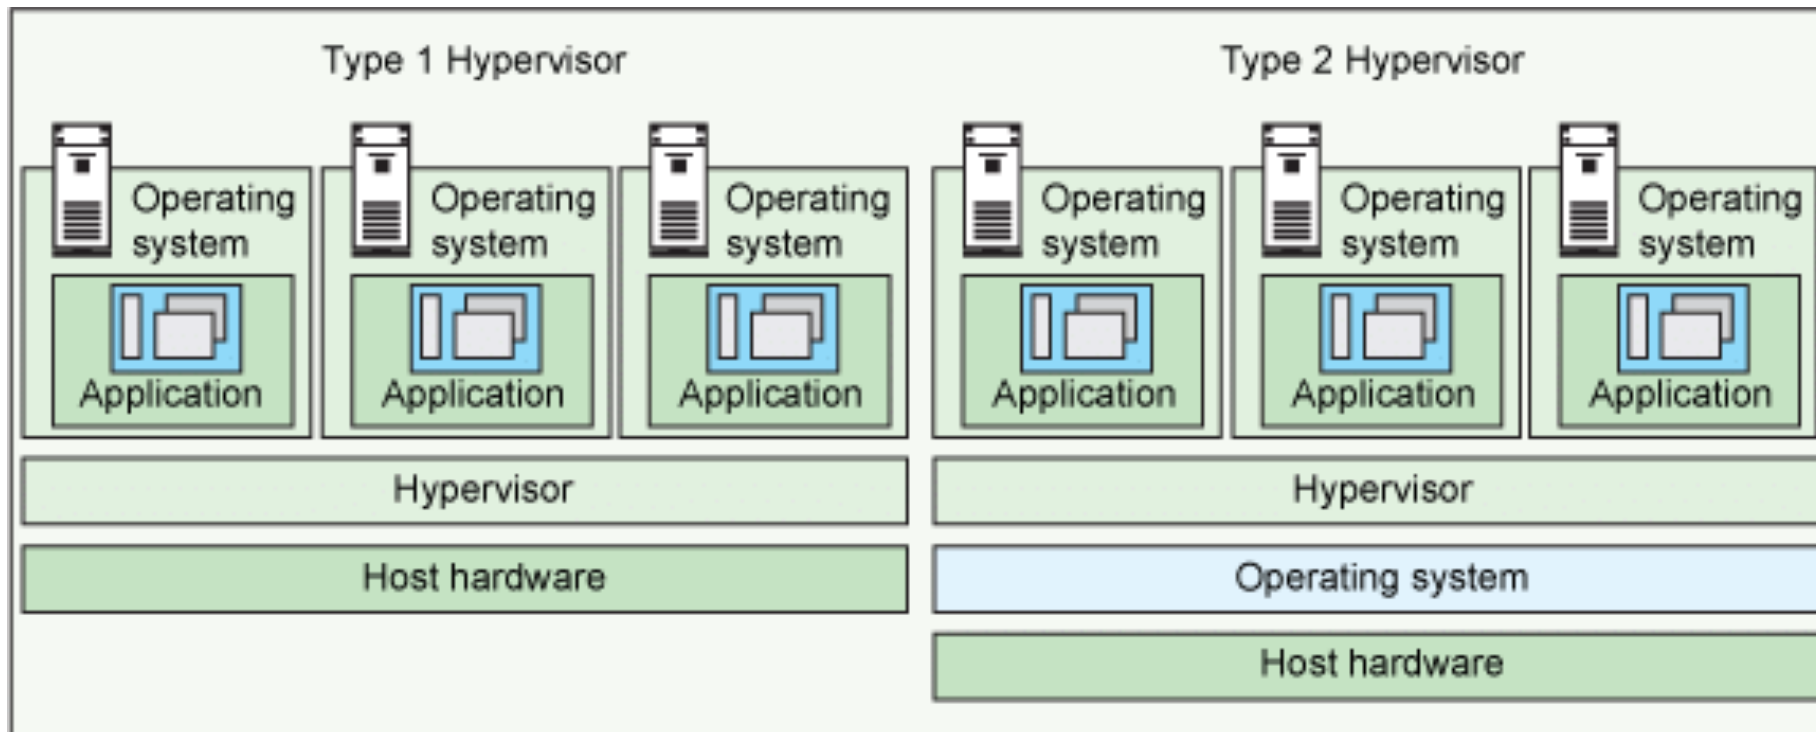 Type 1 Hypervisor
Operating
system
Application
Operating
system
Application
Operating
system
Application
Hypervisor
Host hardware
Type 2 Hypervisor
Operating
system
Application
Operating
system
Application
Operating
system
Application
Hypervisor
Operating system
Host hardware